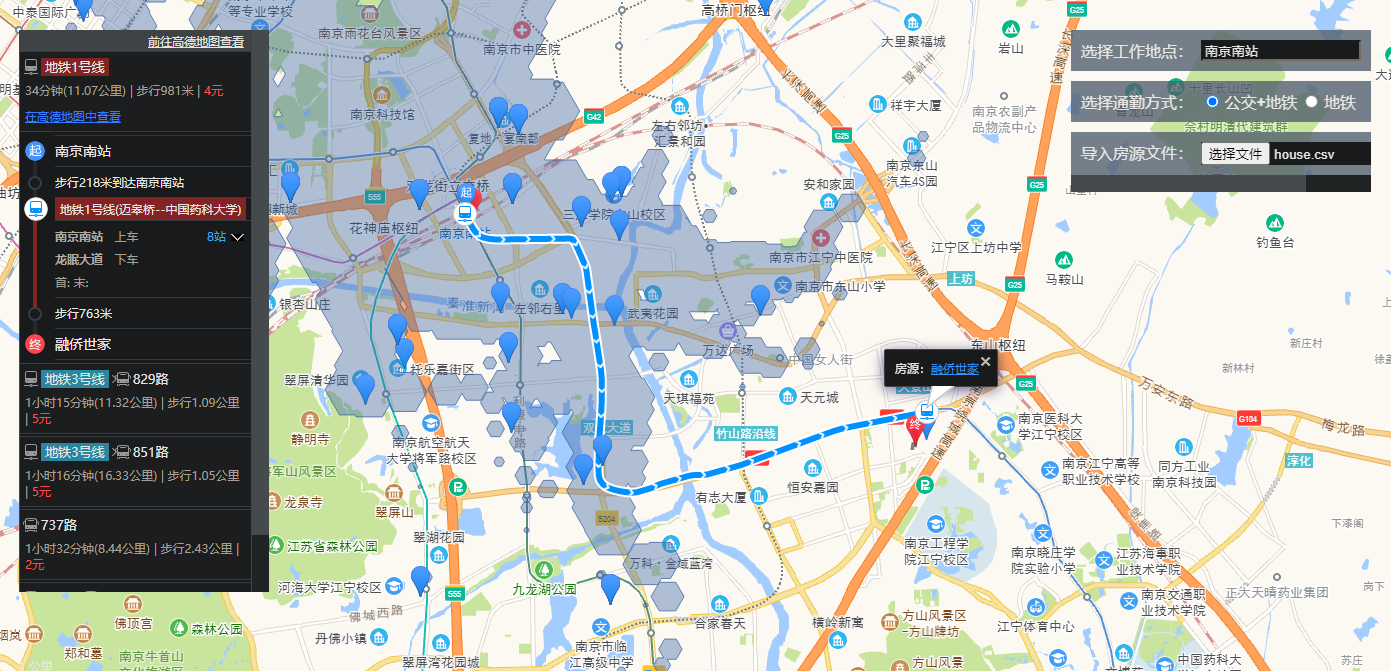 前往高德地图查看
地铁1号线
34分钟(11.07公里) | 步行981米 | 4元
在高德地图中查看
起 南京南站
步行218米到达南京南站
地铁1号线(迈皋桥--中国药科大学)
南京南站 上车 8站
龙眠大道 下车
首: 末:
步行763米
终 融侨世家
地铁3号线 829路
1小时15分钟(11.32公里) | 步行1.09公里
| 5元
地铁3号线 851路
1小时16分钟(16.33公里) | 步行1.05公里
| 5元
737路
1小时32分钟(8.44公里) | 步行2.43公里 |
2元
选择工作地点： 南京南站
选择通勤方式： 公交+地铁 地铁
导入房源文件： 选择文件 house.csv
中泰国际广
等专业学校
南京雨花台风景区
南京市中医院
高桥门枢纽
大里聚福城
岩山
G25
南京科技馆
G42
左右邻坊·
汇景和园
祥宇大厦
长深高速
G25
南京农副产
品物流中心
佘村明清代建筑群
复地·宴南都
南京东山
汽车4S园
安和家园
G25
S55
花神庙枢纽
起
南京南站
南京市江宁中医院
江宁区上坊中学
钓鱼台
上坊
马鞍山
G25
南京市东山小学
银杏山庄
秦淮新河
左邻右里
武夷花园
万达广场
中国女人街
东山枢纽
新庄村
新林村
房源： 融侨世家
G25
万安东路
G104
梅龙路
淳化
翠屏清华园
托乐嘉街区
天琪福苑
天元城
静明寺
南京航空航天
大学将军路校区
竹山路沿线
终
南京医科大
学江宁校区
南京江宁高等
职业技术学校
同方工业
南京科技园
军山风景区
龙泉寺
翠屏山
有志大厦
恒安嘉园
S204
下漆阁
翠湖花园
江苏省森林公园
河海大学江宁校区
九龙湖公园
万科·金域蓝湾
南京工程学
院江宁校区
南京晓庄学
院实验小学
江苏海事职
业技术学院
S55
佛城西路
岗下
正大天晴药业集团
南京交通职
业技术学院
佛顶宫
森林公园
丹佛小镇
合家春天
横岭新寓
方山风景区
-方山牌坊
江宁体育中心
郑和墓
南京牛首山
翠屏湾花园城
南京市临
江高级中学
方山风景
中国药科大
苏庄